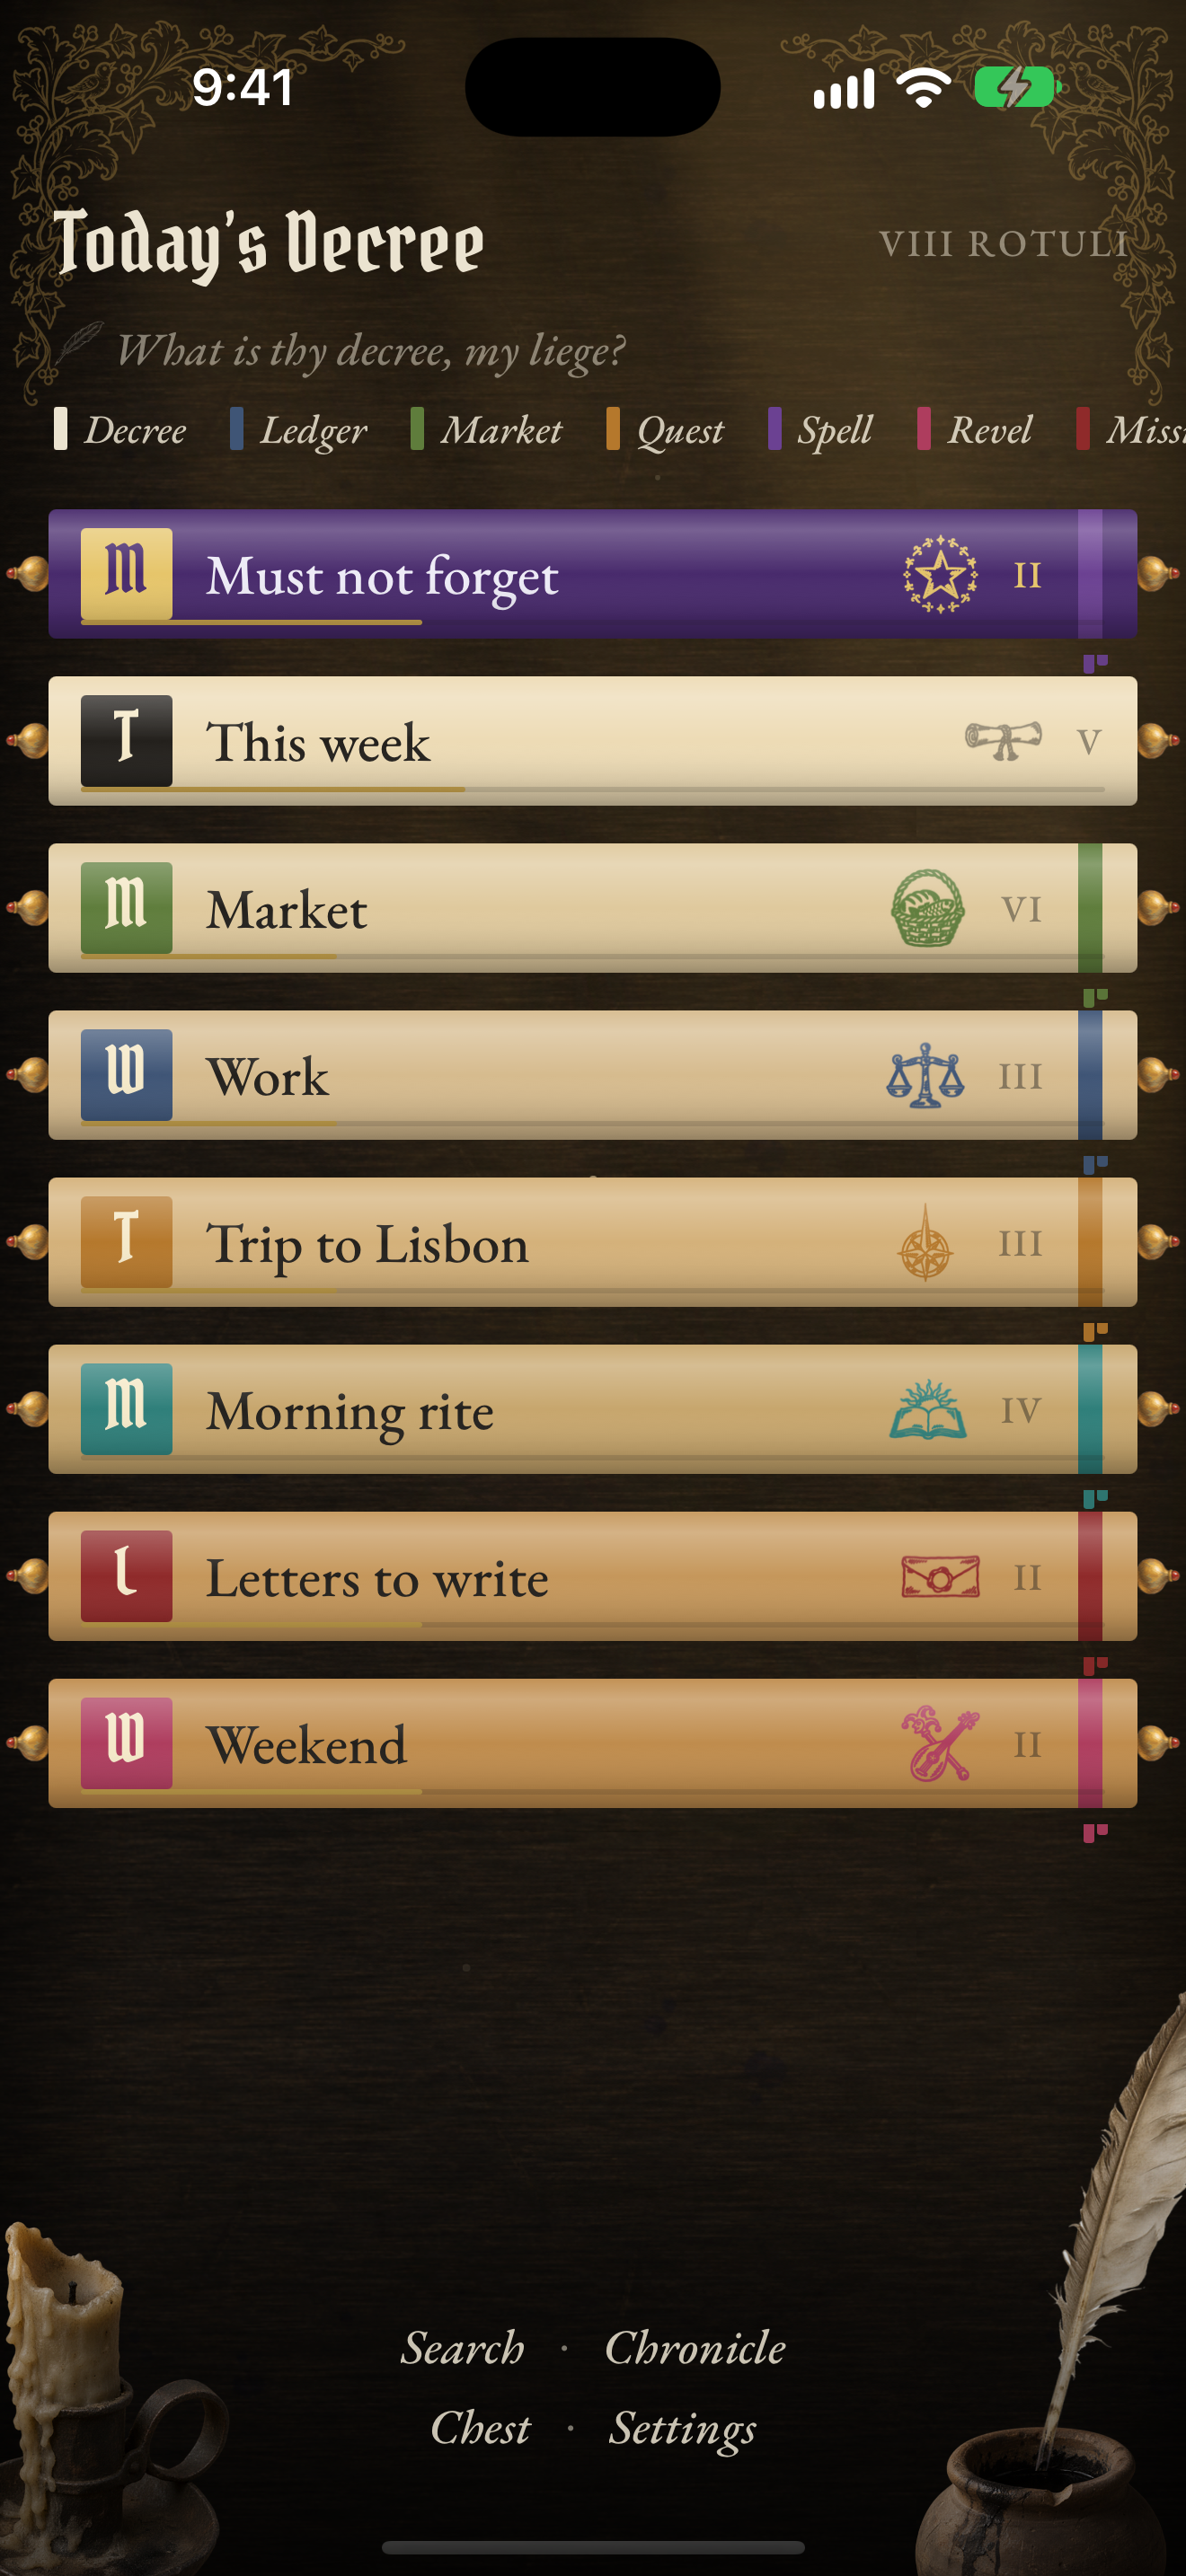 9:41
Today's Decree
VIII ROTULI
What is thy decree, my liege?
Decree Ledger Market Quest Spell Revel Missi
M Must not forget II
T This week V
M Market VI
W Work III
T Trip to Lisbon III
M Morning rite IV
L Letters to write II
W Weekend II
Search · Chronicle
Chest · Settings